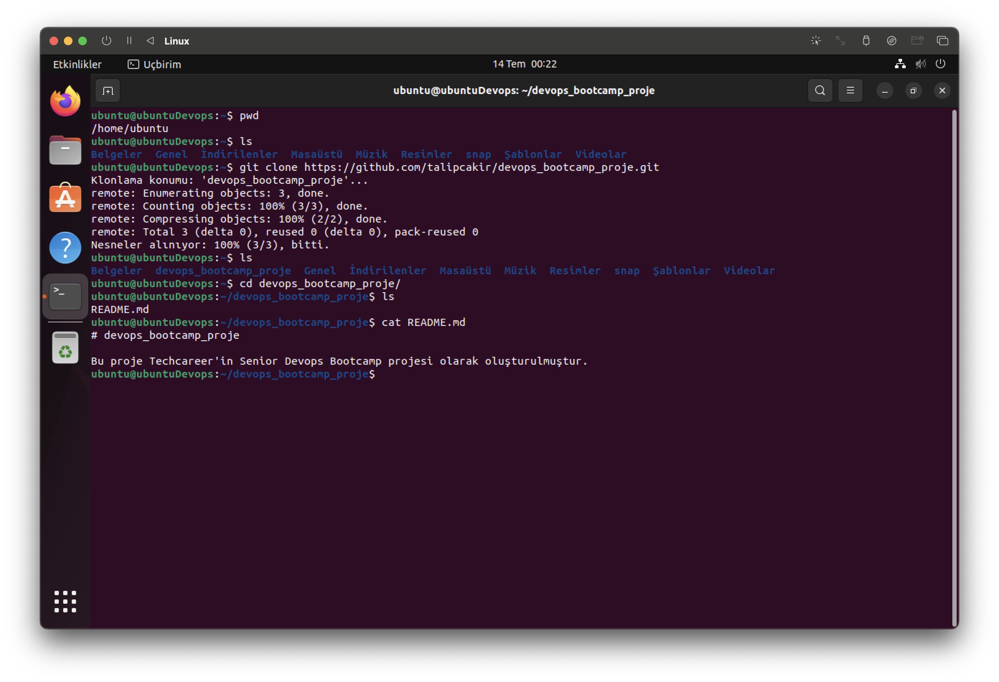 Linux
Etkinlikler Uçbirim 14 Tem 00:22
ubuntu@ubuntuDevops: ~/devops_bootcamp_proje
ubuntu@ubuntuDevops:~$ pwd
/home/ubuntu
ubuntu@ubuntuDevops:~$ ls
Belgeler Genel İndirilenler Masaüstü Müzik Resimler snap Şablonlar Videolar
ubuntu@ubuntuDevops:~$ git clone https://github.com/talipcakir/devops_bootcamp_proje.git
Klonlama konumu: 'devops_bootcamp_proje'...
remote: Enumerating objects: 3, done.
remote: Counting objects: 100% (3/3), done.
remote: Compressing objects: 100% (2/2), done.
remote: Total 3 (delta 0), reused 0 (delta 0), pack-reused 0
Nesneler alınıyor: 100% (3/3), bitti.
ubuntu@ubuntuDevops:~$ ls
Belgeler devops_bootcamp_proje Genel İndirilenler Masaüstü Müzik Resimler snap Şablonlar Videolar
ubuntu@ubuntuDevops:~$ cd devops_bootcamp_proje/
ubuntu@ubuntuDevops:~/devops_bootcamp_proje$ ls
README.md
ubuntu@ubuntuDevops:~/devops_bootcamp_proje$ cat README.md
# devops_bootcamp_proje
Bu proje Techcareer'in Senior Devops Bootcamp projesi olarak oluşturulmuştur.
ubuntu@ubuntuDevops:~/devops_bootcamp_proje$